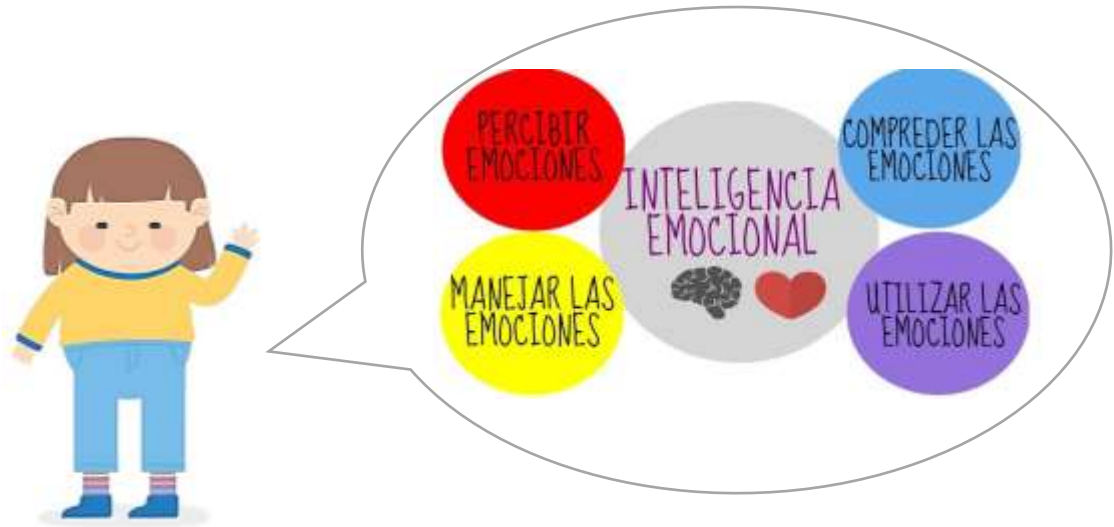 PERCIBIR
EMOCIONES
COMPREDER LAS
EMOCIONES
INTELIGENCIA
EMOCIONAL
MANEJAR LAS
EMOCIONES
UTILIZAR LAS
EMOCIONES